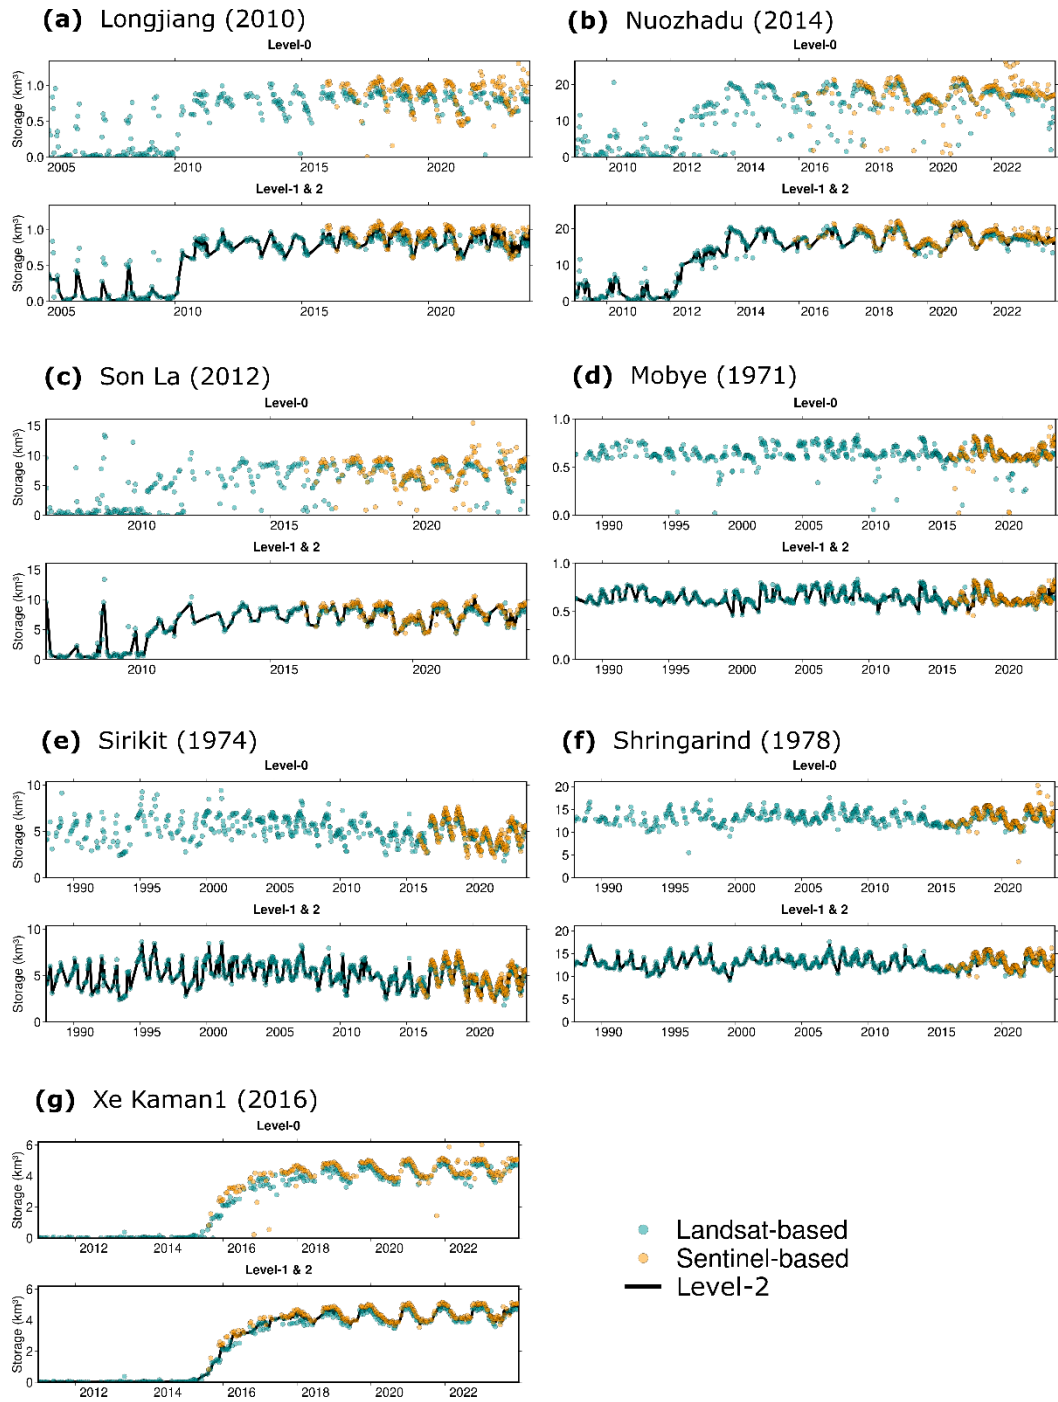 (a) Longjiang (2010)
Level-0
Storage (km³)
1.0
0.5
0.0
2005 2010 2015 2020
Level-1 & 2
Storage (km³)
1.0
0.5
0.0
2005 2010 2015 2020
(b) Nuozhadu (2014)
Level-0
20
10
0
2010 2012 2014 2016 2018 2020 2022
Level-1 & 2
20
10
0
2010 2012 2014 2016 2018 2020 2022
(c) Son La (2012)
Level-0
Storage (km³)
15
10
5
0
2010 2015 2020
Level-1 & 2
Storage (km³)
15
10
5
0
2010 2015 2020
(d) Mobye (1971)
Level-0
1.0
0.5
0.0
1990 1995 2000 2005 2010 2015 2020
Level-1 & 2
1.0
0.5
0.0
1990 1995 2000 2005 2010 2015 2020
(e) Sirikit (1974)
Level-0
Storage (km³)
10
5
0
1990 1995 2000 2005 2010 2015 2020
Level-1 & 2
Storage (km³)
10
5
0
1990 1995 2000 2005 2010 2015 2020
(f) Shringarind (1978)
Level-0
20
15
10
5
0
1990 1995 2000 2005 2010 2015 2020
Level-1 & 2
20
15
10
5
0
1990 1995 2000 2005 2010 2015 2020
(g) Xe Kaman1 (2016)
Level-0
Storage (km³)
6
4
2
0
2012 2014 2016 2018 2020 2022
Level-1 & 2
Storage (km³)
6
4
2
0
2012 2014 2016 2018 2020 2022
Landsat-based
Sentinel-based
Level-2